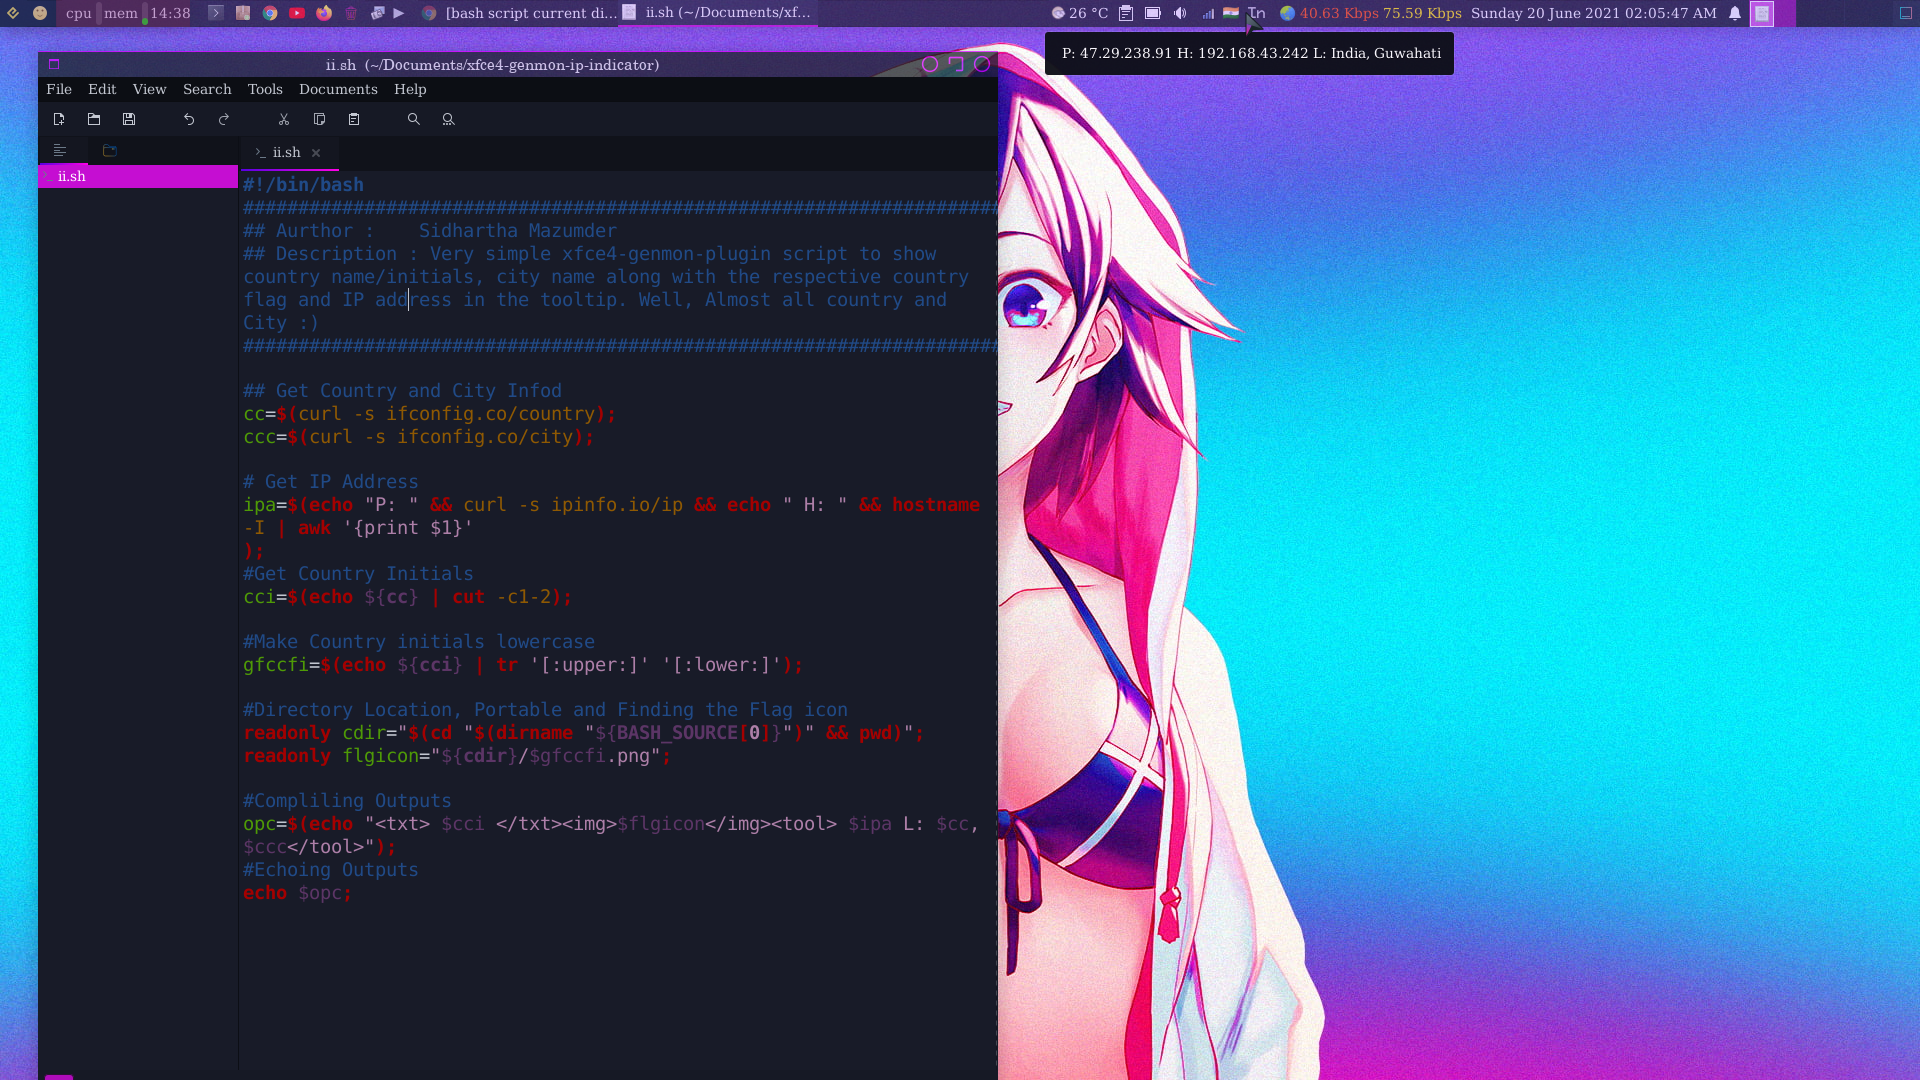 cpu mem 14:38 [bash script current di... ii.sh (~/Documents/xf... 26 °C In 40.63 Kbps 75.59 Kbps Sunday 20 June 2021 02:05:47 AM
P: 47.29.238.91 H: 192.168.43.242 L: India, Guwahati
ii.sh (~/Documents/xfce4-genmon-ip-indicator)
File Edit View Search Tools Documents Help
ii.sh
ii.sh
#!/bin/bash
#####################################################################
## Aurthor :    Sidhartha Mazumder
## Description : Very simple xfce4-genmon-plugin script to show
country name/initials, city name along with the respective country
flag and IP address in the tooltip. Well, Almost all country and
City :)
#####################################################################
## Get Country and City Infod
cc=$(curl -s ifconfig.co/country);
ccc=$(curl -s ifconfig.co/city);
# Get IP Address
ipa=$(echo "P: " && curl -s ipinfo.io/ip && echo " H: " && hostname
-I | awk '{print $1}'
);
#Get Country Initials
cci=$(echo ${cc} | cut -c1-2);
#Make Country initials lowercase
gfccfi=$(echo ${cci} | tr '[:upper:]' '[:lower:]');
#Directory Location, Portable and Finding the Flag icon
readonly cdir="$(cd "$(dirname "${BASH_SOURCE[0]}")" && pwd)";
readonly flgicon="${cdir}/$gfccfi.png";
#Compliling Outputs
opc=$(echo "<txt> $cci </txt><img>$flgicon</img><tool> $ipa L: $cc,
$ccc</tool>");
#Echoing Outputs
echo $opc;